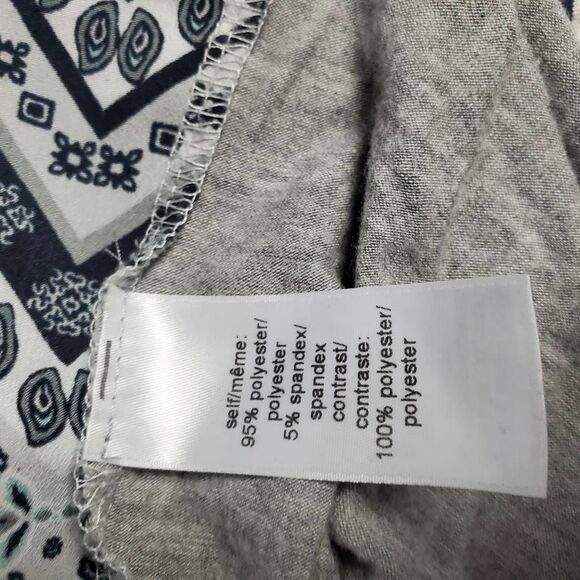 self/même:
95% polyester/
polyester
5% spandex/
spandex
contrast/
contraste:
100% polyester/
polyester